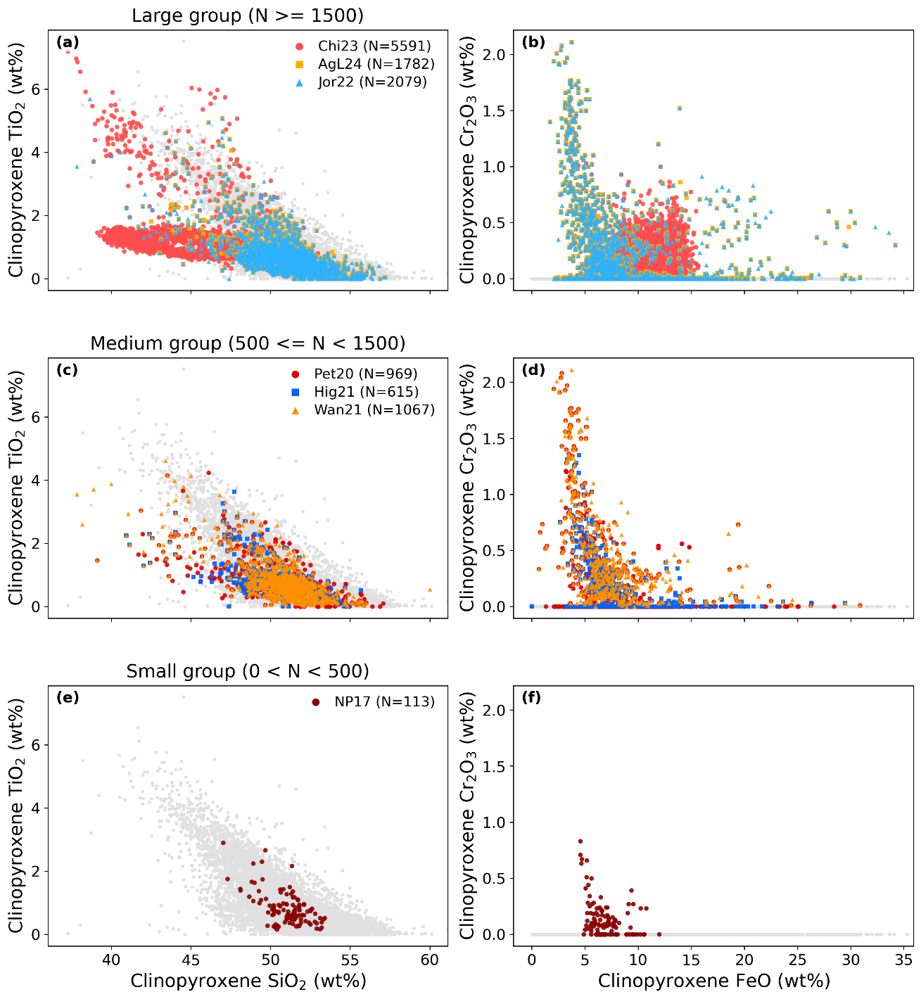 Large group (N >= 1500)
(a)
Chi23 (N=5591)
AgL24 (N=1782)
Jor22 (N=2079)
Clinopyroxene TiO₂ (wt%)
6
4
2
0
(b)
Clinopyroxene Cr₂O₃ (wt%)
2.0
1.5
1.0
0.5
0.0
Medium group (500 <= N < 1500)
(c)
Pet20 (N=969)
Hig21 (N=615)
Wan21 (N=1067)
Clinopyroxene TiO₂ (wt%)
6
4
2
0
(d)
Clinopyroxene Cr₂O₃ (wt%)
2.0
1.5
1.0
0.5
0.0
Small group (0 < N < 500)
(e)
NP17 (N=113)
Clinopyroxene TiO₂ (wt%)
6
4
2
0
40 45 50 55 60
Clinopyroxene SiO₂ (wt%)
(f)
Clinopyroxene Cr₂O₃ (wt%)
2.0
1.5
1.0
0.5
0.0
0 5 10 15 20 25 30 35
Clinopyroxene FeO (wt%)